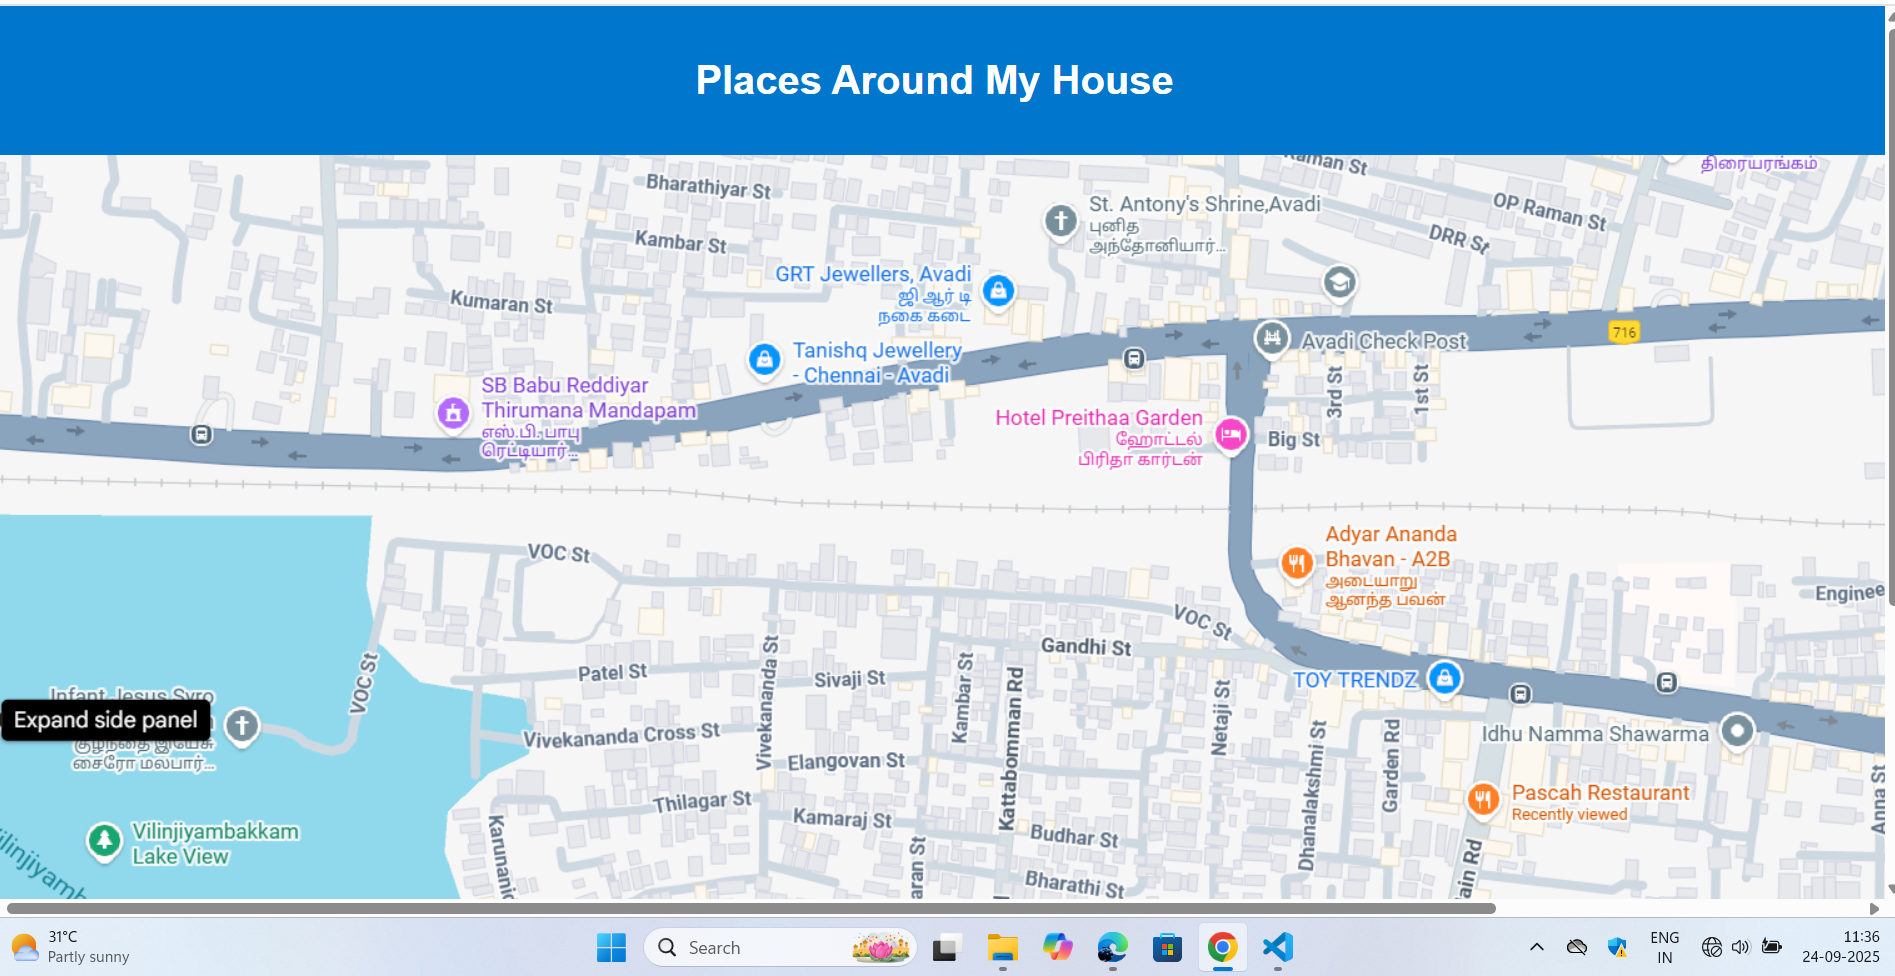 Places Around My House
திரையரங்கம்
Raman St
Bharathiyar St
St. Antony's Shrine,Avadi
புனித
அந்தோனியார்...
OP Raman St
DRR St
Kambar St
GRT Jewellers, Avadi
ஜி ஆர் டி
நகை கடை
Kumaran St
716
Avadi Check Post
Tanishq Jewellery
- Chennai - Avadi
SB Babu Reddiyar
Thirumana Mandapam
எஸ்.பி. பாபு
ரெட்டியார்...
3rd St
1st St
Hotel Preithaa Garden
ஹோட்டல்
பிரிதா கார்டன்
Big St
Adyar Ananda
Bhavan - A2B
அடையாறு
ஆனந்த பவன்
VOC St
Enginee
VOC St
Gandhi St
VOC St
Patel St
Sivaji St
Vivekananda St
Kambar St
Kattabomman Rd
Netaji St
TOY TRENDZ
Infant Jesus Syro
Expand side panel
குழந்தை இயேசு
சைரோ மலபார்...
Vivekananda Cross St
Elangovan St
Dhanalakshmi St
Garden Rd
Idhu Namma Shawarma
Pascah Restaurant
Recently viewed
Anna St
Thilagar St
Kamaraj St
Budhar St
Vilinjiyambakkam
Lake View
Vilinjiyamb
Karunanid
aran St
Bharathi St
ain Rd
31°C
Partly sunny
Search
ENG
IN
11:36
24-09-2025